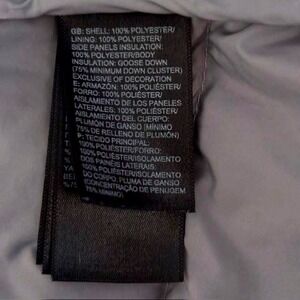 GB: SHELL: 100% POLYESTER/
LINING: 100% POLYESTER/
SIDE PANELS INSULATION:
100% POLYESTER/BODY
INSULATION: GOOSE DOWN
(75% MINIMUM DOWN CLUSTER)
EXCLUSIVE OF DECORATION
E: ARMAZÓN: 100% POLIÉSTER/
FORRO: 100% POLIÉSTER/
AISLAMIENTO DE LOS PANELES
LATERALES: 100% POLIÉSTER/
AISLAMIENTO DEL CUERPO:
PLUMÓN DE GANSO (MÍNIMO
75% DE RELLENO DE PLUMÓN)
P: TECIDO PRINCIPAL:
100% POLIÉSTER/FORRO:
100% POLIÉSTER/ISOLAMENTO
DOS PAINÉIS LATERAIS:
100% POLIÉSTER/ISOLAMENTO
DO CORPO: PLUMA DE GANSO
CONCENTRAÇÃO DE PENUGEM
75% MÍNIMO)